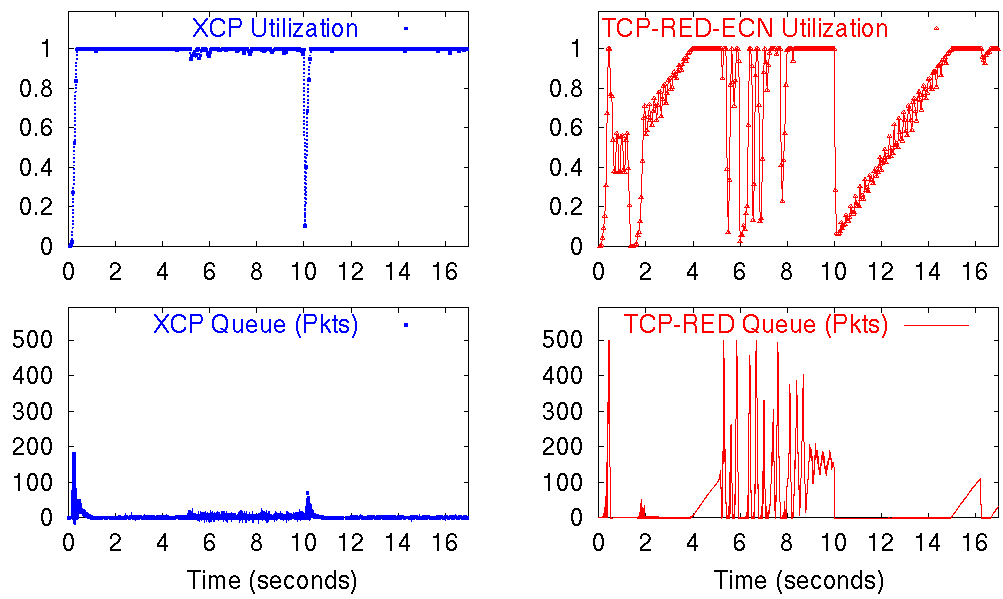 XCP Utilization
1
0.8
0.6
0.4
0.2
0
0 2 4 6 8 10 12 14 16
TCP-RED-ECN Utilization
1
0.8
0.6
0.4
0.2
0
0 2 4 6 8 10 12 14 16
XCP Queue (Pkts)
500
400
300
200
100
0
0 2 4 6 8 10 12 14 16
Time (seconds)
TCP-RED Queue (Pkts)
500
400
300
200
100
0
0 2 4 6 8 10 12 14 16
Time (seconds)